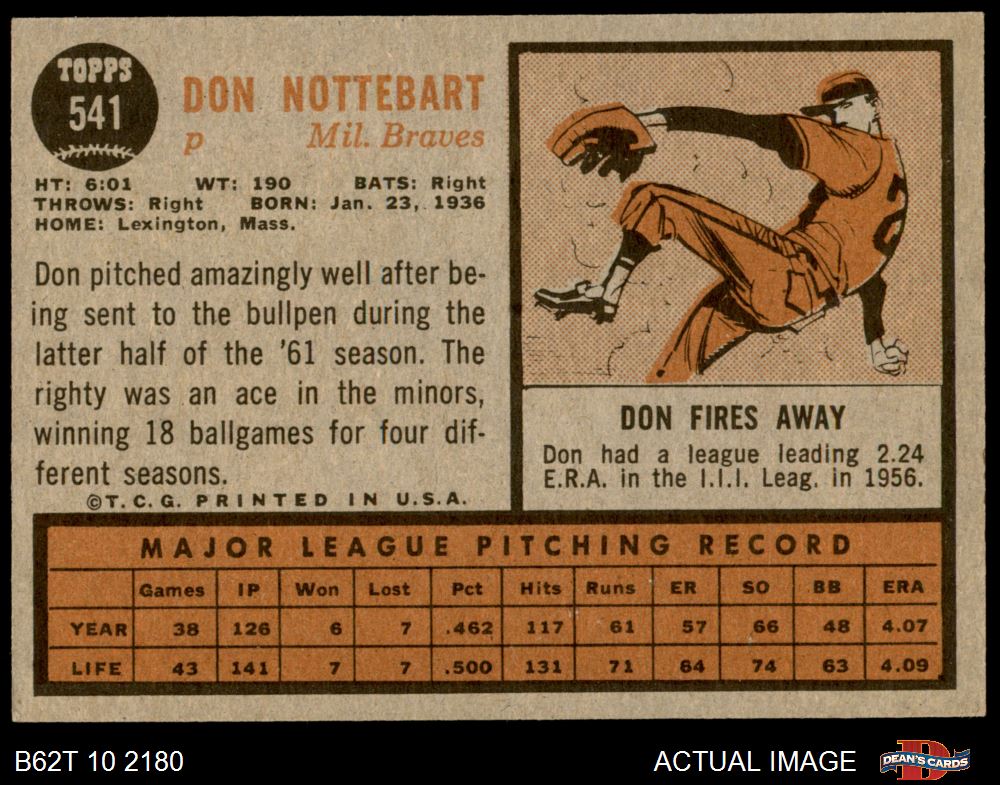 TOPPS
541
DON NOTTEBART
p Mil. Braves
HT: 6:01 WT: 190 BATS: Right
THROWS: Right BORN: Jan. 23, 1936
HOME: Lexington, Mass.
Don pitched amazingly well after be-
ing sent to the bullpen during the
latter half of the '61 season. The
righty was an ace in the minors,
winning 18 ballgames for four dif-
ferent seasons.
©T.C.G. PRINTED IN U.S.A.
2
DON FIRES AWAY
Don had a league leading 2.24
E.R.A. in the I.I.I. Leag. in 1956.
MAJOR LEAGUE PITCHING RECORD
Games IP Won Lost Pct Hits Runs ER SO BB ERA
YEAR 38 126 6 7 .462 117 61 57 66 48 4.07
LIFE 43 141 7 7 .500 131 71 64 74 63 4.09
B62T 10 2180 ACTUAL IMAGE D DEAN'S CARDS